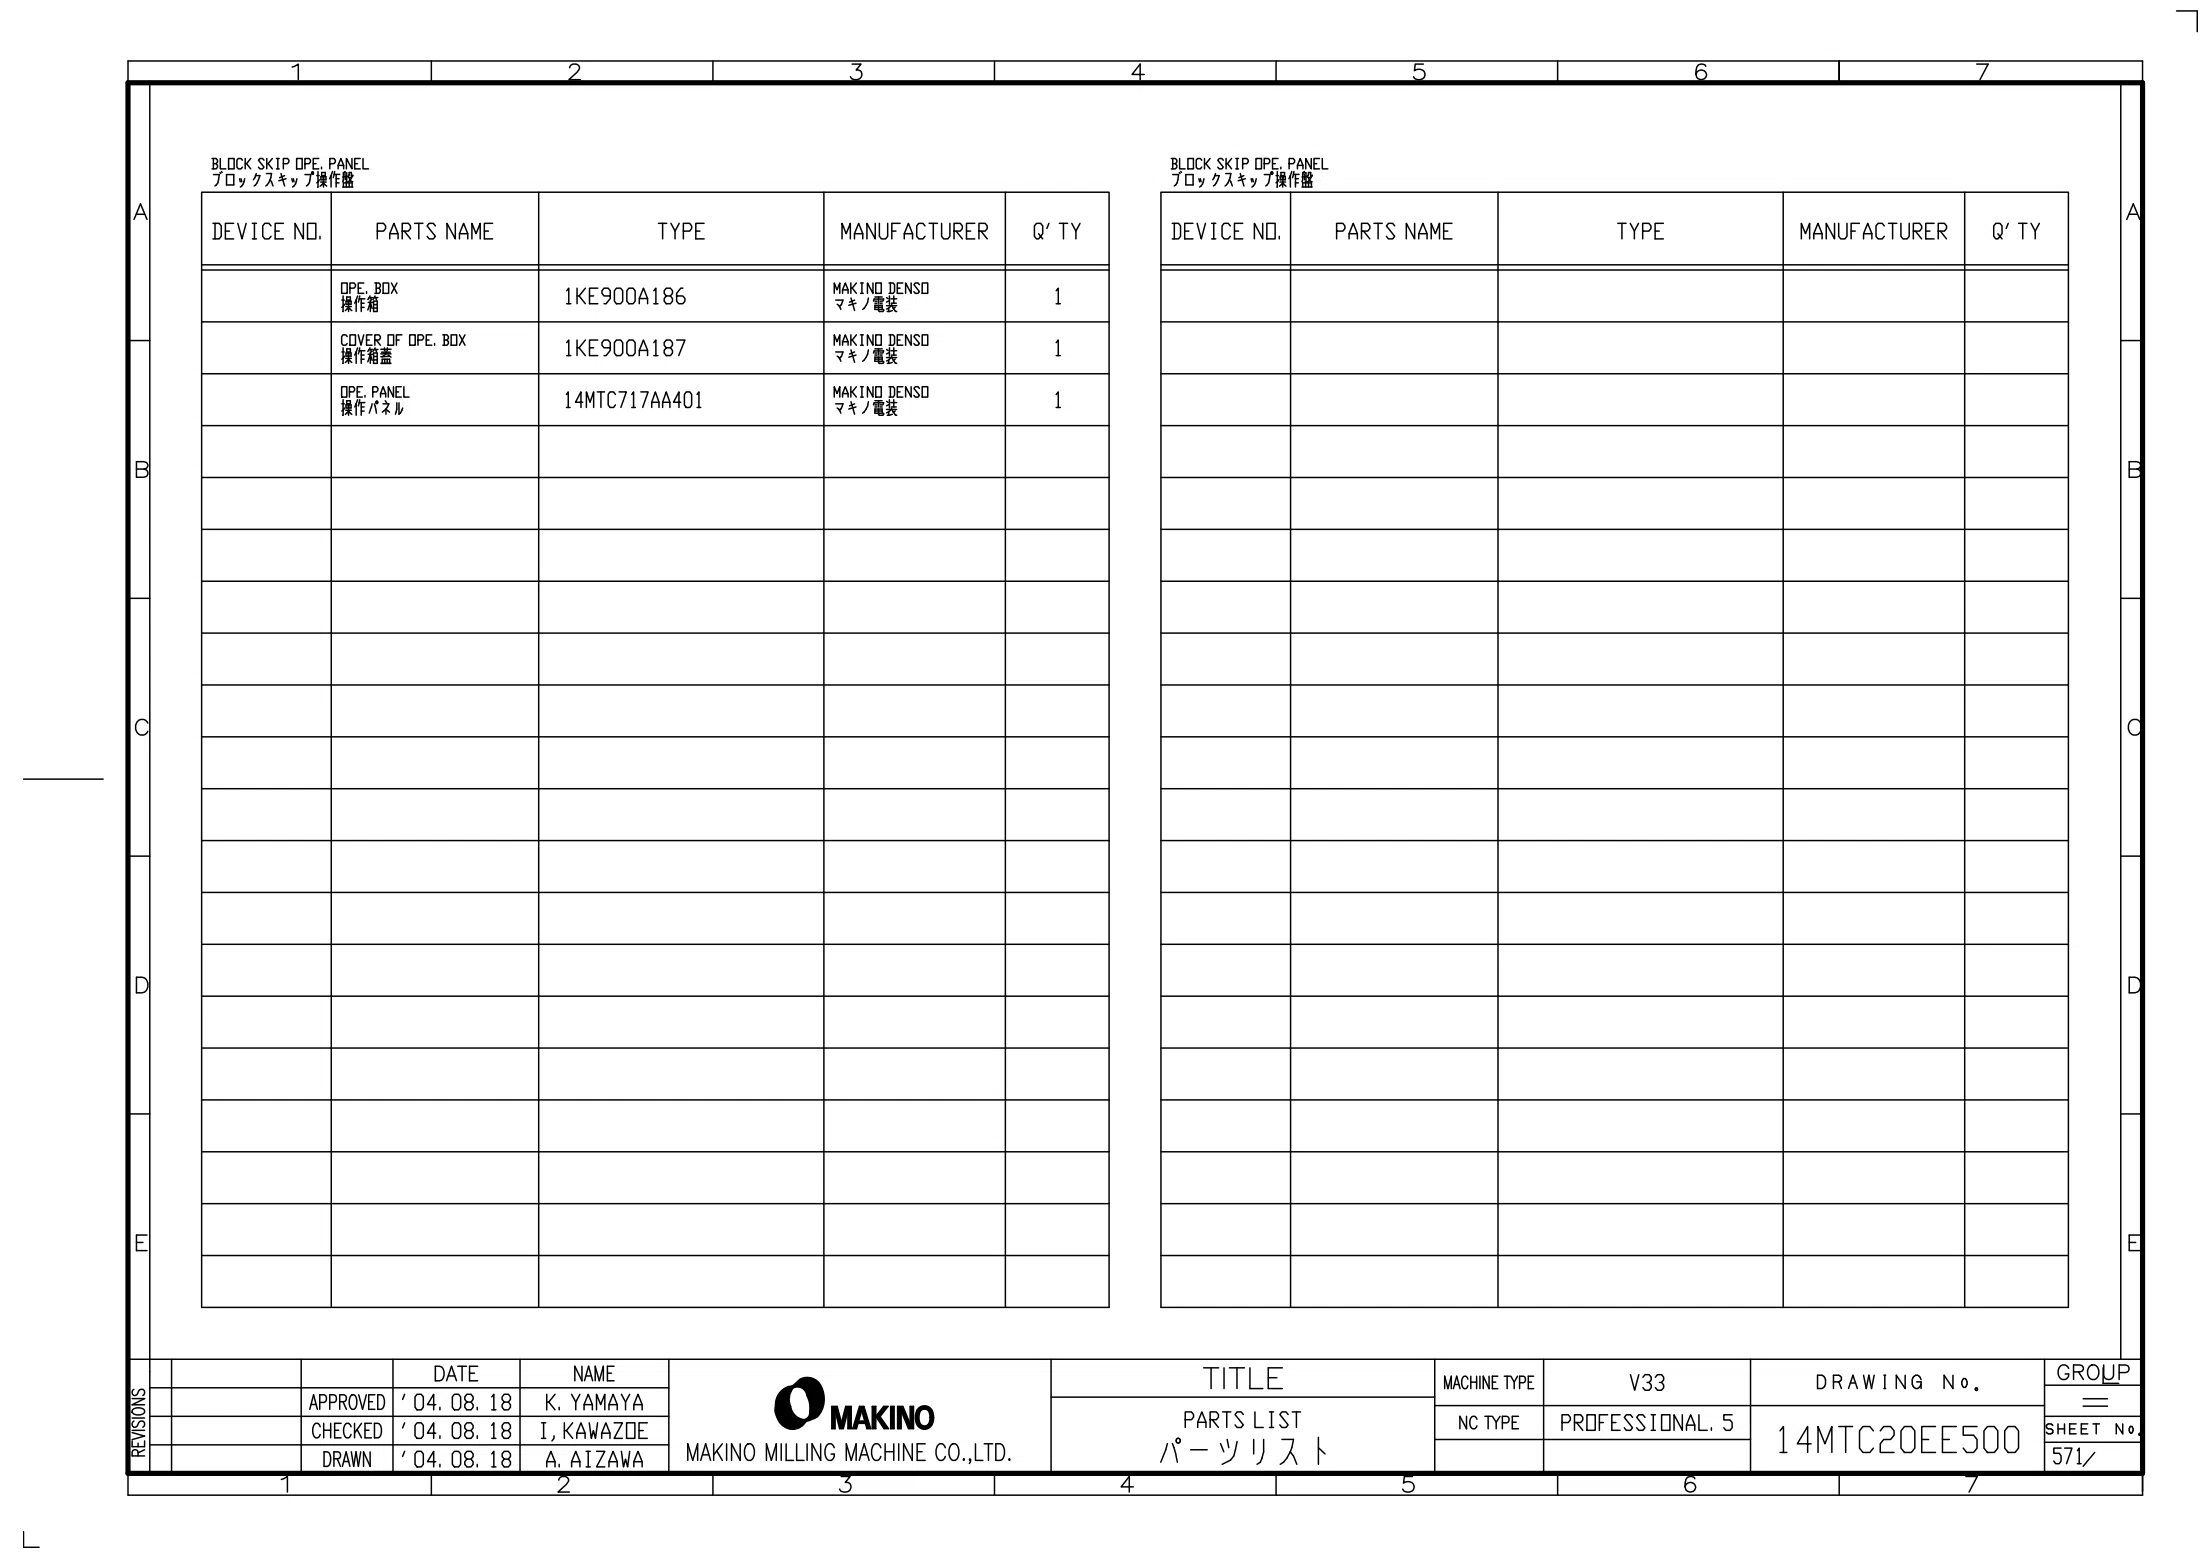 1 2 3 4 5 6 7
BLOCK SKIP OPE. PANEL
ブロックスキップ操作盤
DEVICE NO. PARTS NAME TYPE MANUFACTURER Q'TY
OPE. BOX
操作箱
1KE900A186
MAKINO DENSO
マキノ電装
1
COVER OF OPE. BOX
操作箱蓋
1KE900A187
MAKINO DENSO
マキノ電装
1
OPE. PANEL
操作パネル
14MTC717AA401
MAKINO DENSO
マキノ電装
1
BLOCK SKIP OPE. PANEL
ブロックスキップ操作盤
DEVICE NO. PARTS NAME TYPE MANUFACTURER Q'TY
A A
B B
C C
D D
E E
REVISIONS
DATE NAME
APPROVED '04. 08. 18 K. YAMAYA
CHECKED '04. 08. 18 I, KAWAZOE
DRAWN '04. 08. 18 A. AIZAWA
MAKINO
MAKINO MILLING MACHINE CO.,LTD.
TITLE
PARTS LIST
パーツリスト
MACHINE TYPE V33
NC TYPE PROFESSIONAL. 5
DRAWING No.
14MTC20EE500
GROUP
=
SHEET No.
571/
1 2 3 4 5 6 7